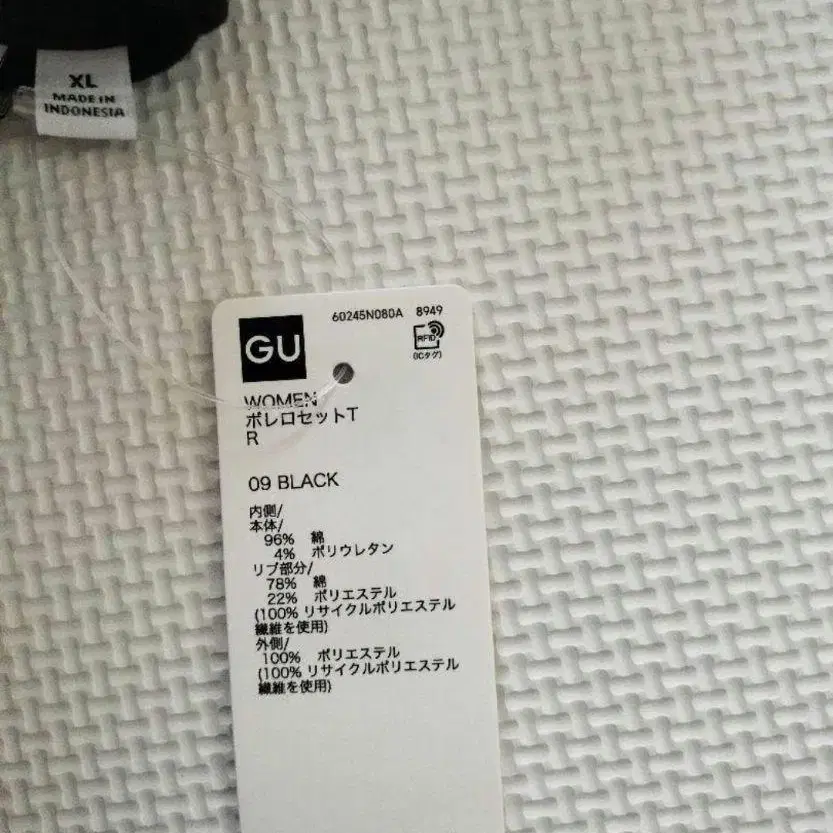 XL
MADE IN
INDONESIA
60245N080A 8949
GU
RFID
(ICタグ)
WOMEN
ボレロセットT
R
09 BLACK
内側/
本体/
96% 綿
4% ポリウレタン
リブ部分/
78% 綿
22% ポリエステル
(100% リサイクルポリエステル
繊維を使用)
外側/
100% ポリエステル
(100% リサイクルポリエステル
繊維を使用)